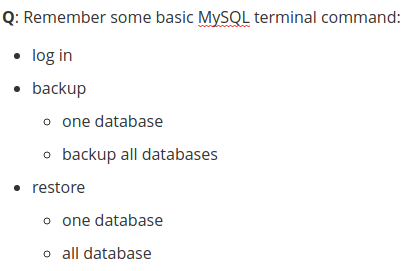 Q: Remember some basic MySQL terminal command:
• log in
• backup
◦ one database
◦ backup all databases
• restore
◦ one database
◦ all database